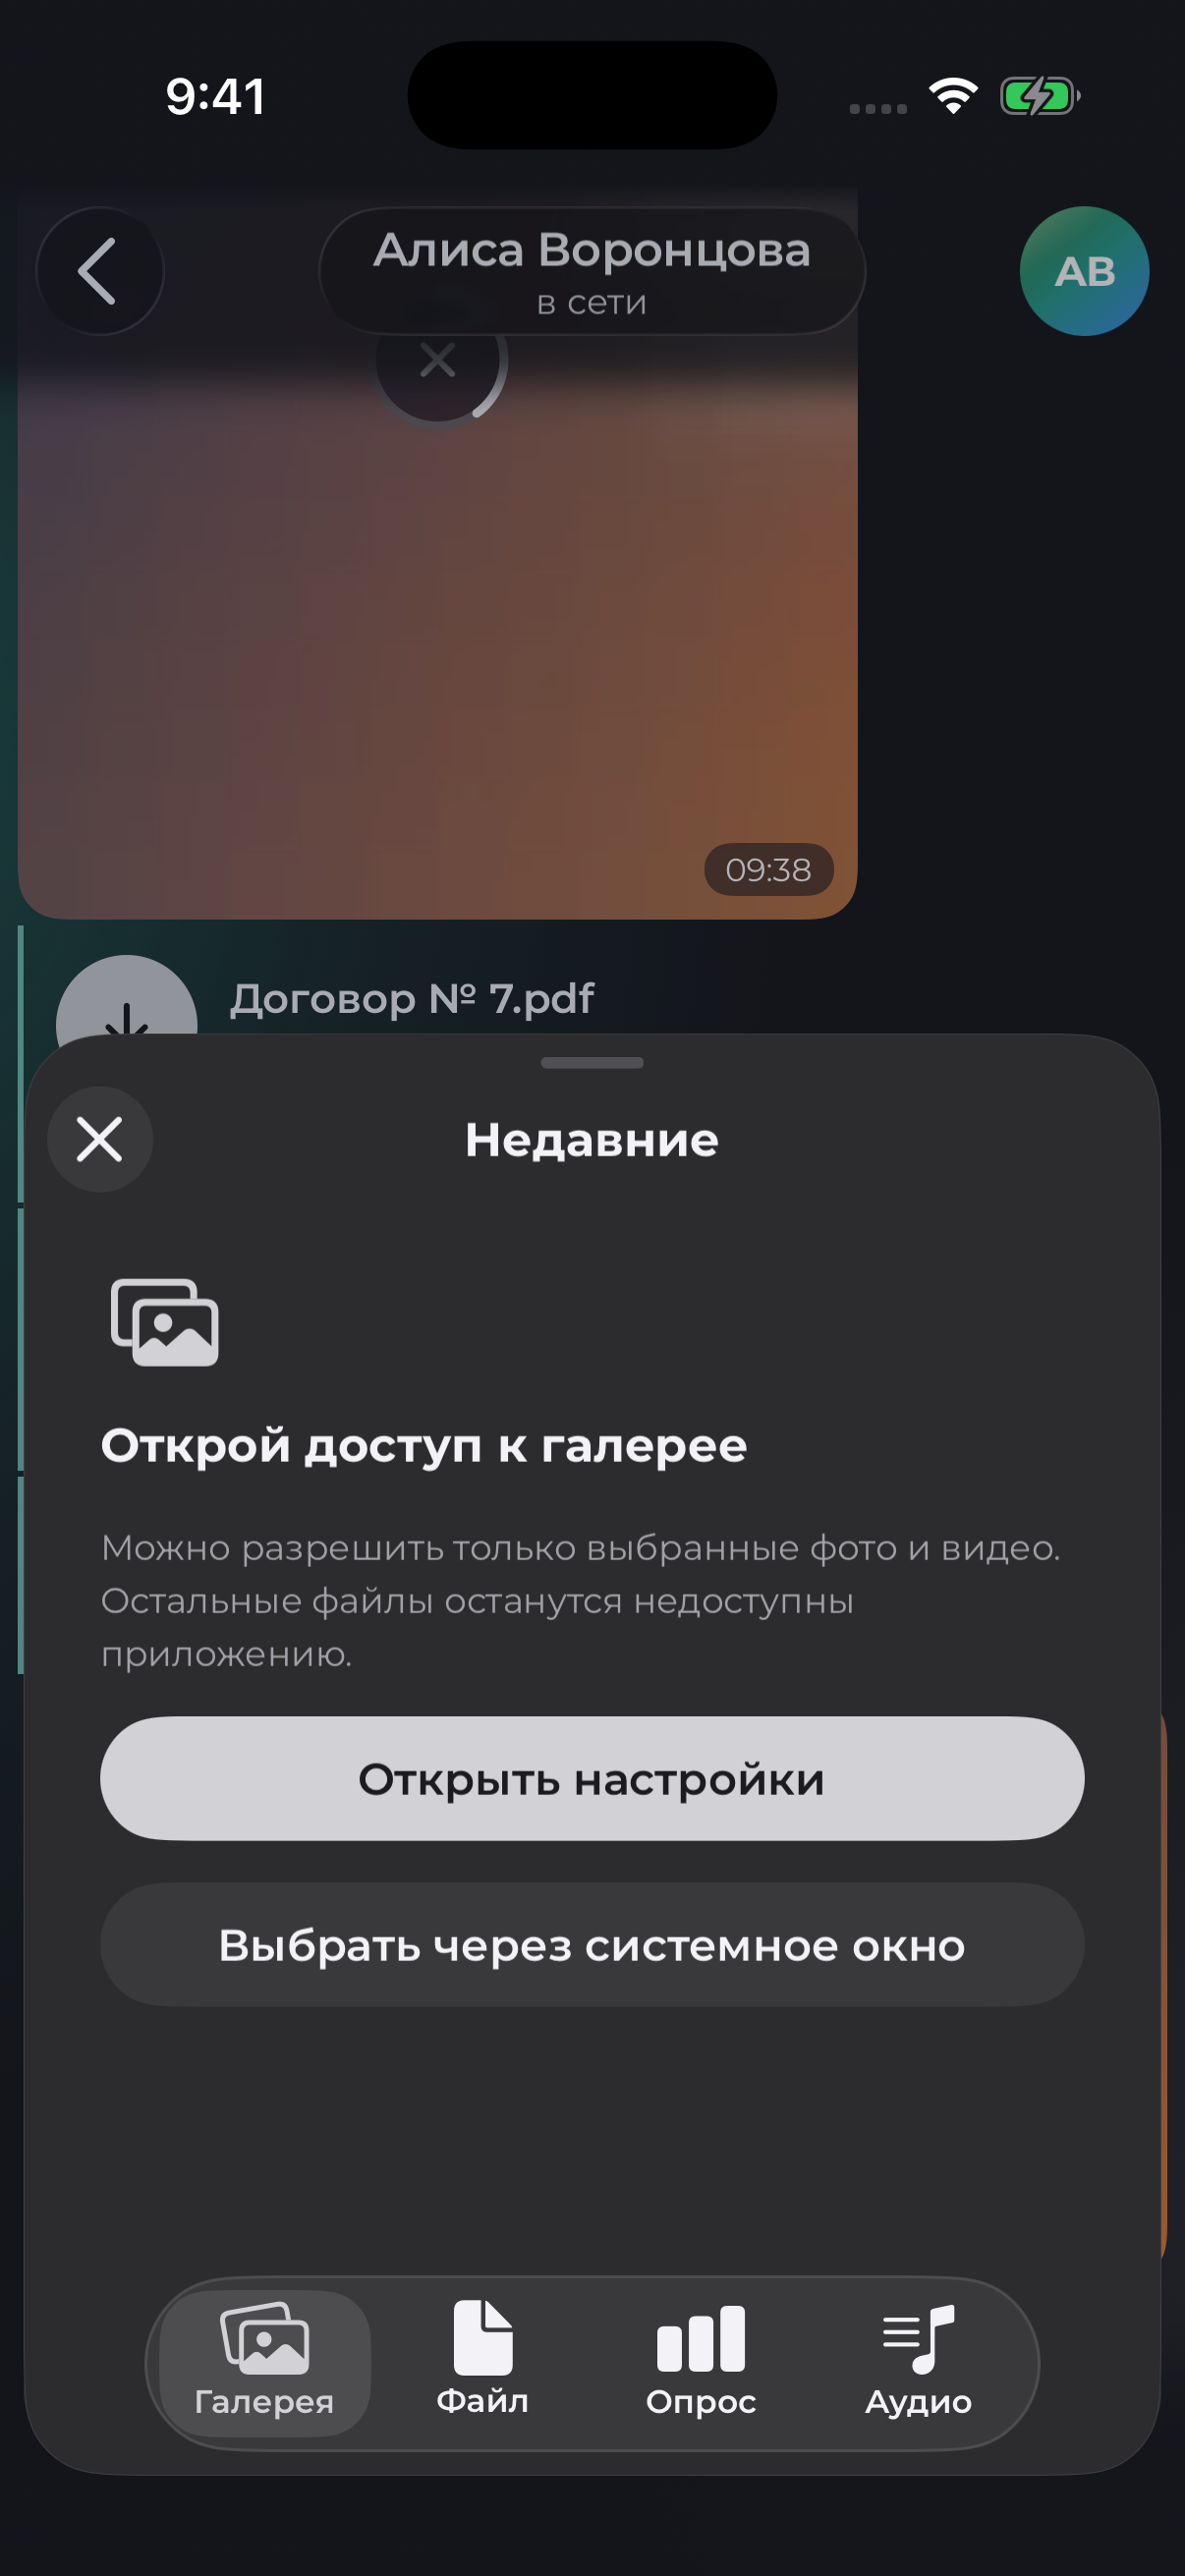 9:41
Алиса Воронцова
в сети
АВ
09:38
Договор № 7.pdf
Недавние
Открой доступ к галерее
Можно разрешить только выбранные фото и видео.
Остальные файлы останутся недоступны
приложению.
Открыть настройки
Выбрать через системное окно
Галерея
Файл
Опрос
Аудио